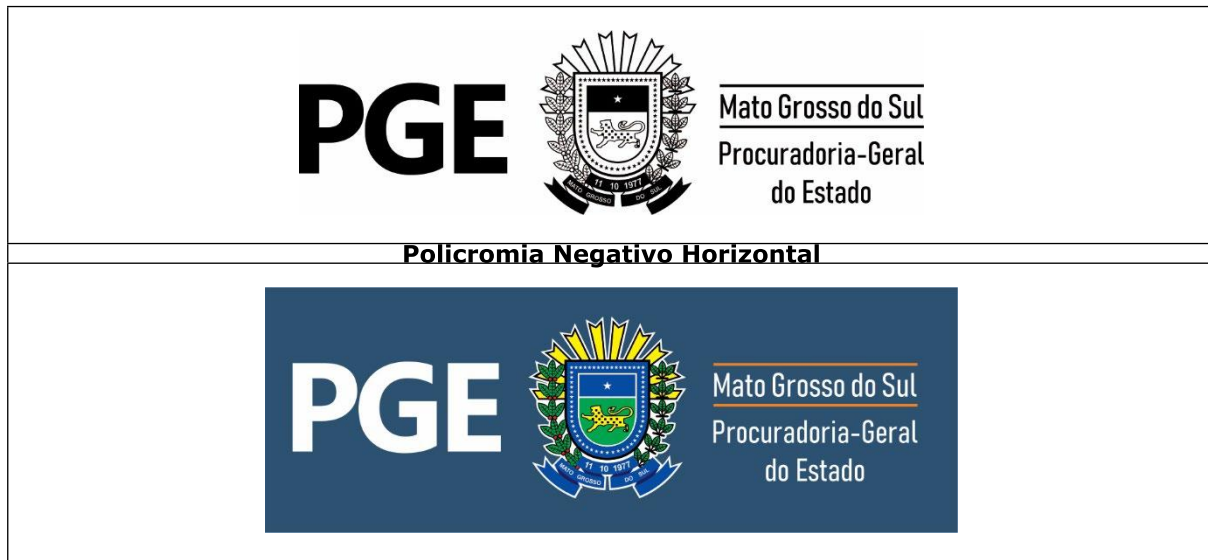 PGE
Mato Grosso do Sul
Procuradoria-Geral
do Estado
11 10 1977
MATO GROSSO DO SUL
Policromia Negativo Horizontal
PGE
Mato Grosso do Sul
Procuradoria-Geral
do Estado
11 10 1977
MATO GROSSO DO SUL